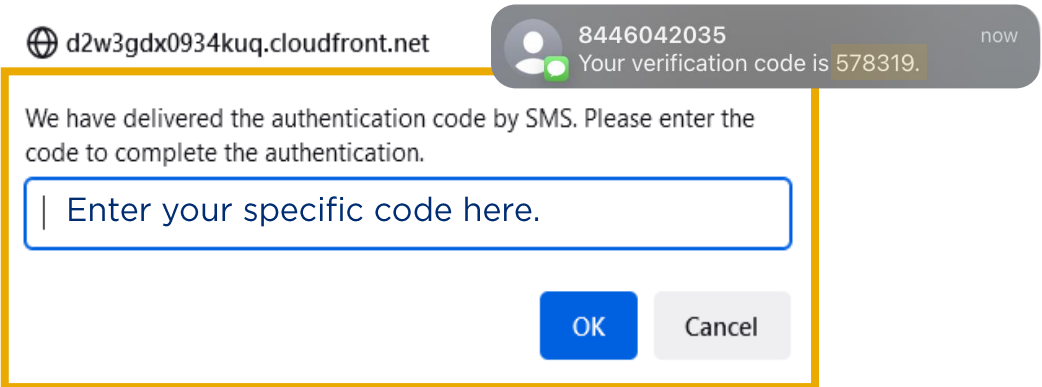 d2w3gdx0934kuq.cloudfront.net
8446042035
now
Your verification code is 578319.
We have delivered the authentication code by SMS. Please enter the
code to complete the authentication.
Enter your specific code here.
OK
Cancel